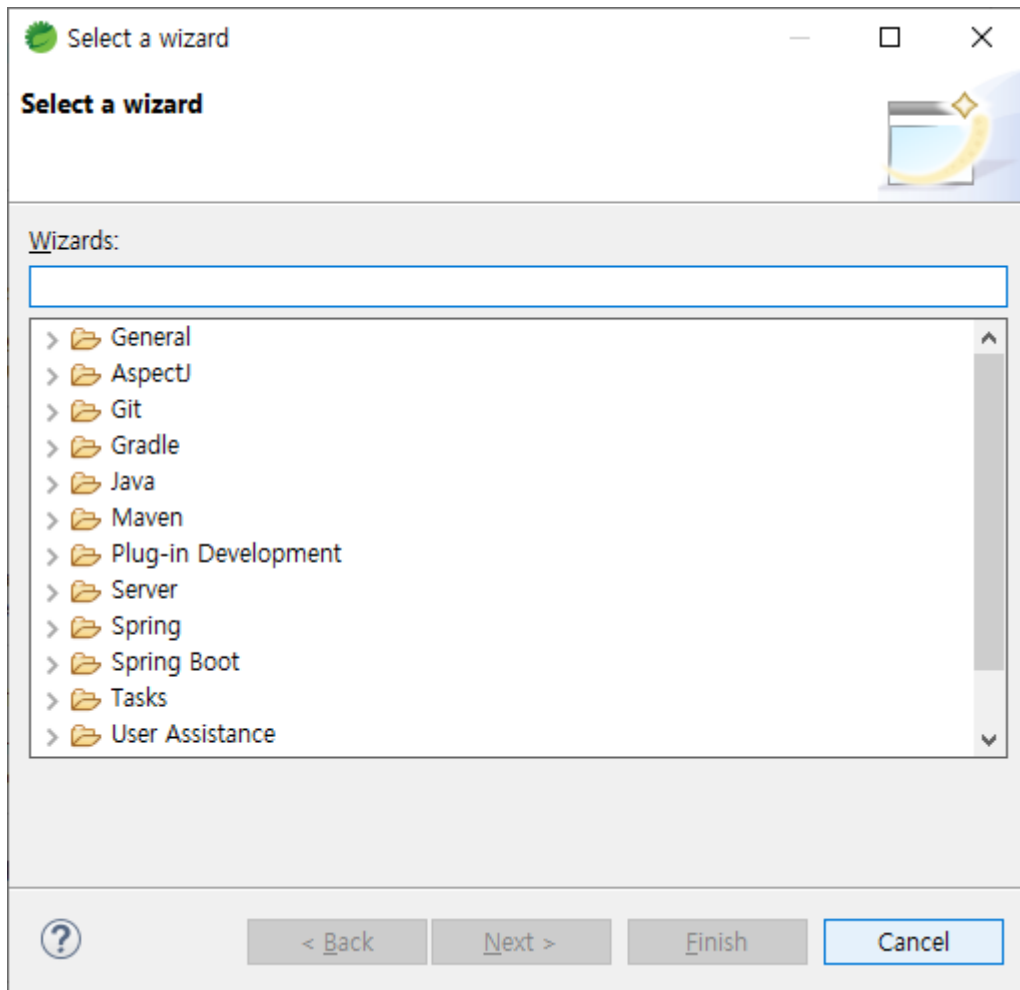 Select a wizard
Select a wizard
Wizards:
General
AspectJ
Git
Gradle
Java
Maven
Plug-in Development
Server
Spring
Spring Boot
Tasks
User Assistance
?
< Back Next > Finish Cancel